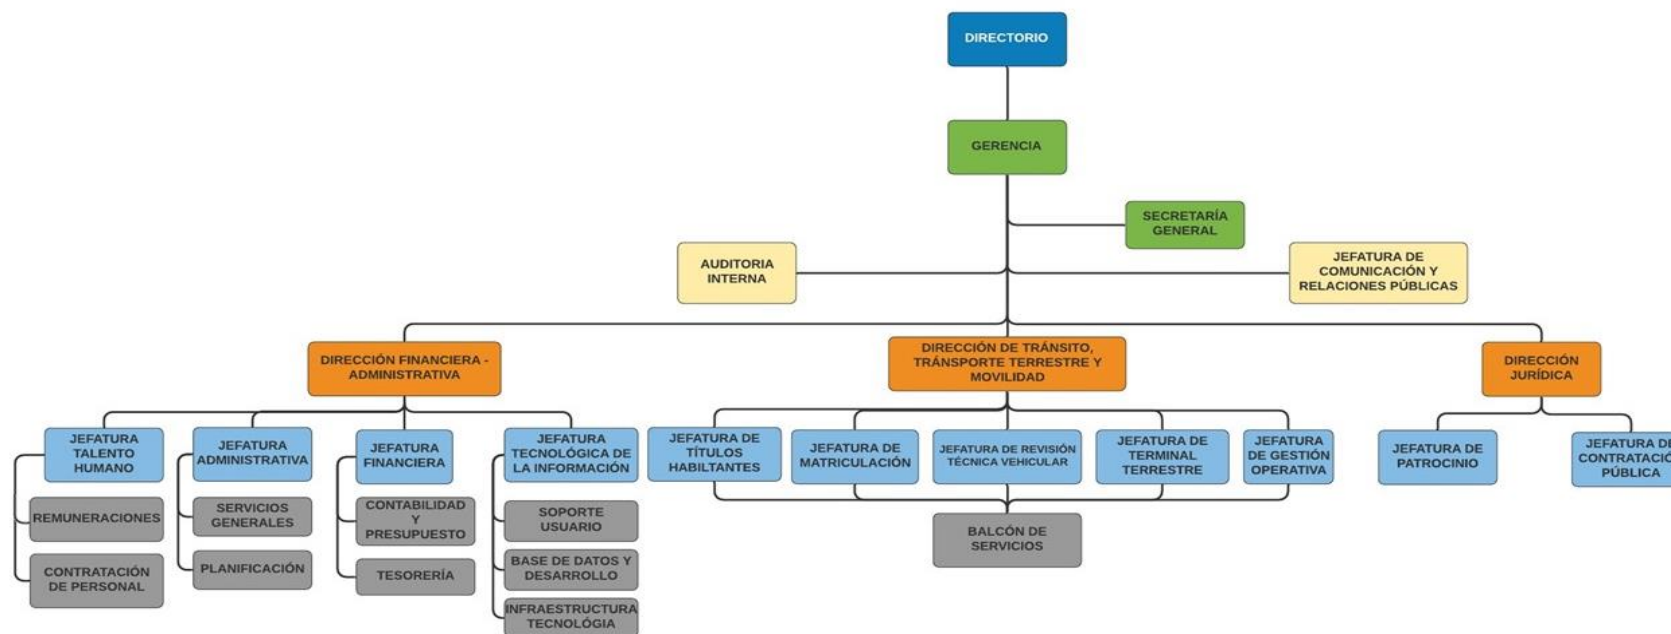 DIRECTORIO
GERENCIA
SECRETARÍA
GENERAL
AUDITORIA
INTERNA
JEFATURA DE
COMUNICACIÓN Y
RELACIONES PÚBLICAS
DIRECCIÓN FINANCIERA -
ADMINISTRATIVA
DIRECCIÓN DE TRÁNSITO,
TRÁNSPORTE TERRESTRE Y
MOVILIDAD
DIRECCIÓN
JURÍDICA
JEFATURA
TALENTO
HUMANO
JEFATURA
ADMINISTRATIVA
JEFATURA
FINANCIERA
JEFATURA
TECNOLÓGICA DE
LA INFORMACIÓN
JEFATURA DE
TÍTULOS
HABILTANTES
JEFATURA DE
MATRICULACIÓN
JEFATURA DE REVISIÓN
TÉCNICA VEHICULAR
JEFATURA DE
TERMINAL
TERRESTRE
JEFATURA
DE GESTIÓN
OPERATIVA
JEFATURA DE
PATROCINIO
JEFATURA DE
CONTRATACIÓN
PÚBLICA
REMUNERACIONES
CONTRATACIÓN
DE PERSONAL
SERVICIOS
GENERALES
PLANIFICACIÓN
CONTABILIDAD
Y
PRESUPUESTO
TESORERÍA
SOPORTE
USUARIO
BASE DE DATOS Y
DESARROLLO
INFRAESTRUCTURA
TECNOLÓGIA
BALCÓN DE
SERVICIOS